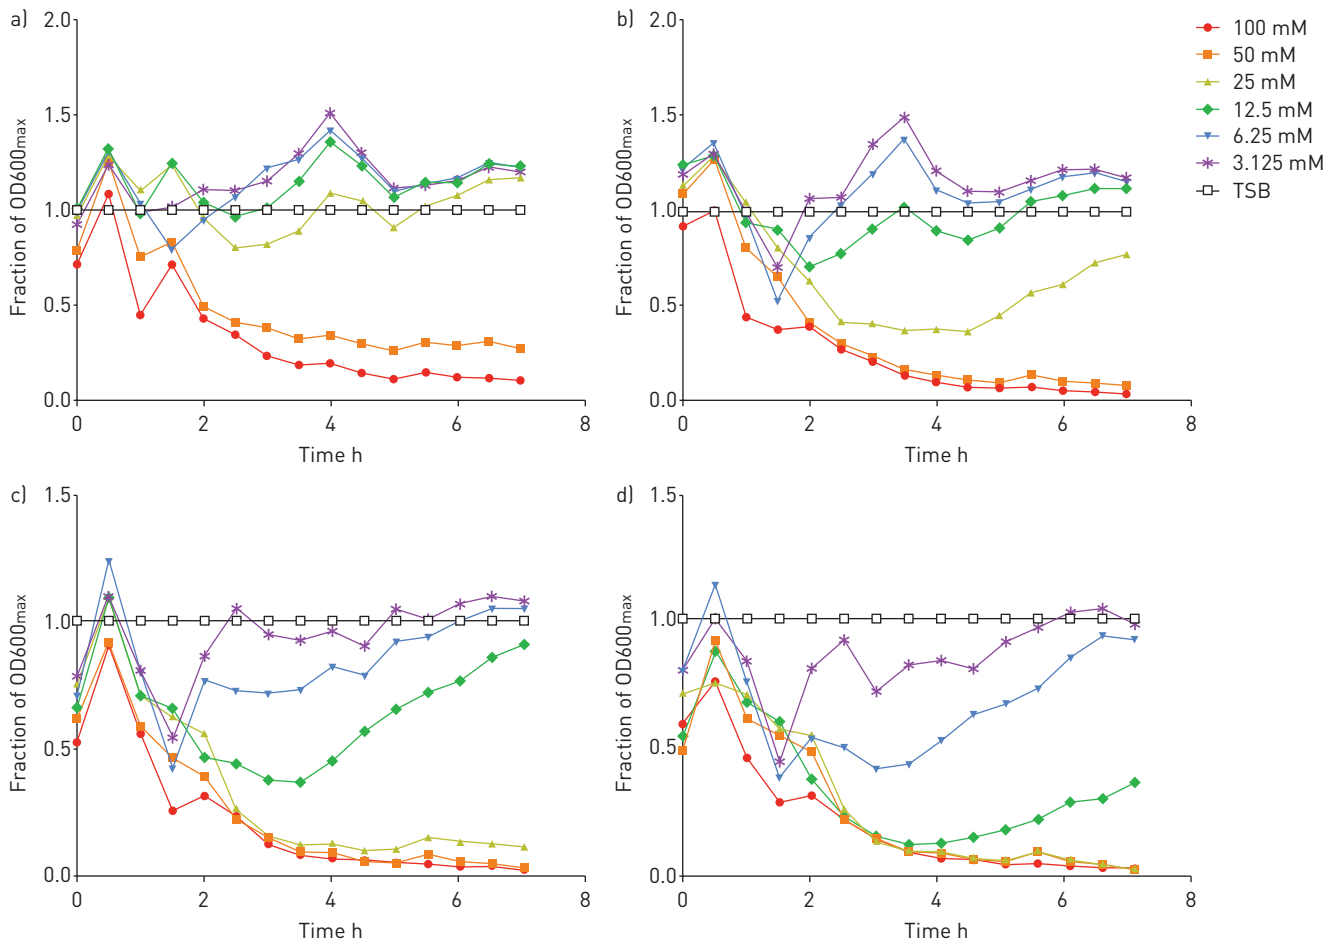 a)
2.0
1.5
1.0
0.5
0.0
Fraction of OD600max
0 2 4 6 8
Time h
b)
2.0
1.5
1.0
0.5
0.0
Fraction of OD600max
0 2 4 6 8
Time h
100 mM
50 mM
25 mM
12.5 mM
6.25 mM
3.125 mM
TSB
c)
1.5
1.0
0.5
0.0
Fraction of OD600max
0 2 4 6 8
Time h
d)
1.5
1.0
0.5
0.0
Fraction of OD600max
0 2 4 6 8
Time h